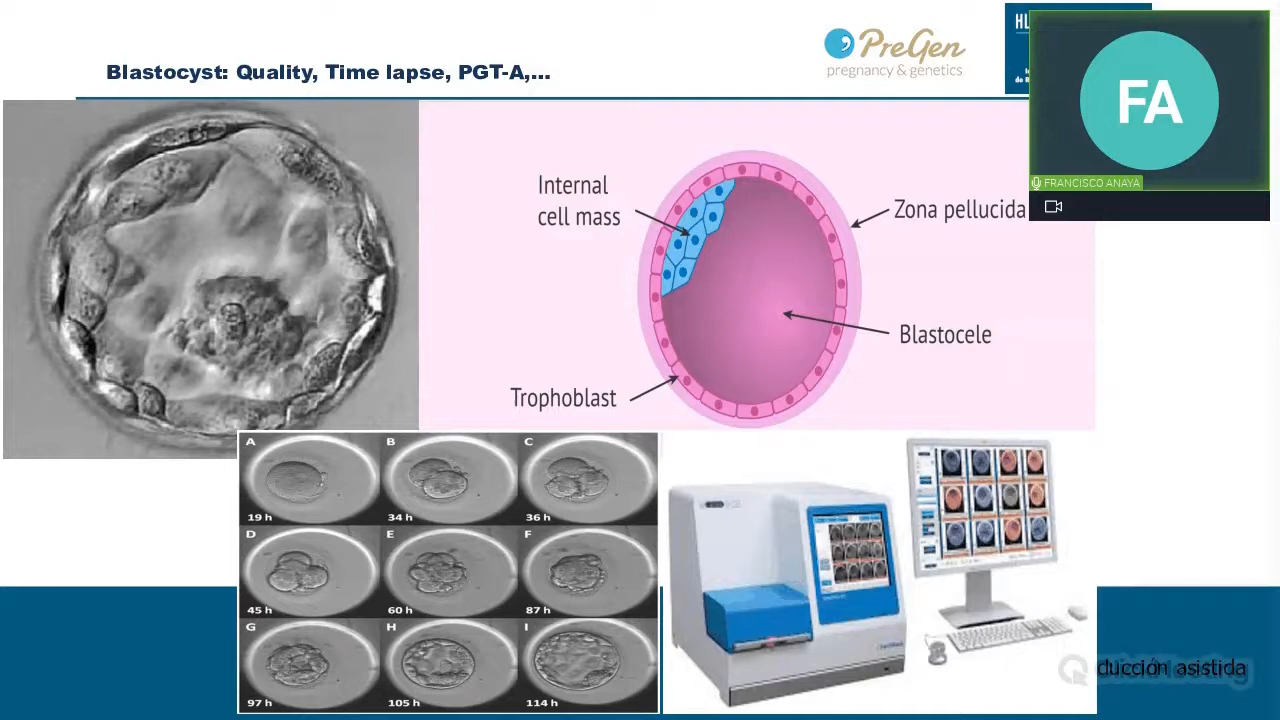 Blastocyst: Quality, Time lapse, PGT-A,...
PreGen
pregnancy & genetics
HL
FA
FRANCISCO ANAYA
Internal
cell mass
Zona pellucida
Blastocele
Trophoblast
A
B
C
19 h
34 h
36 h
D
E
F
45 h
60 h
87 h
G
H
I
97 h
105 h
114 h
ducción asistida